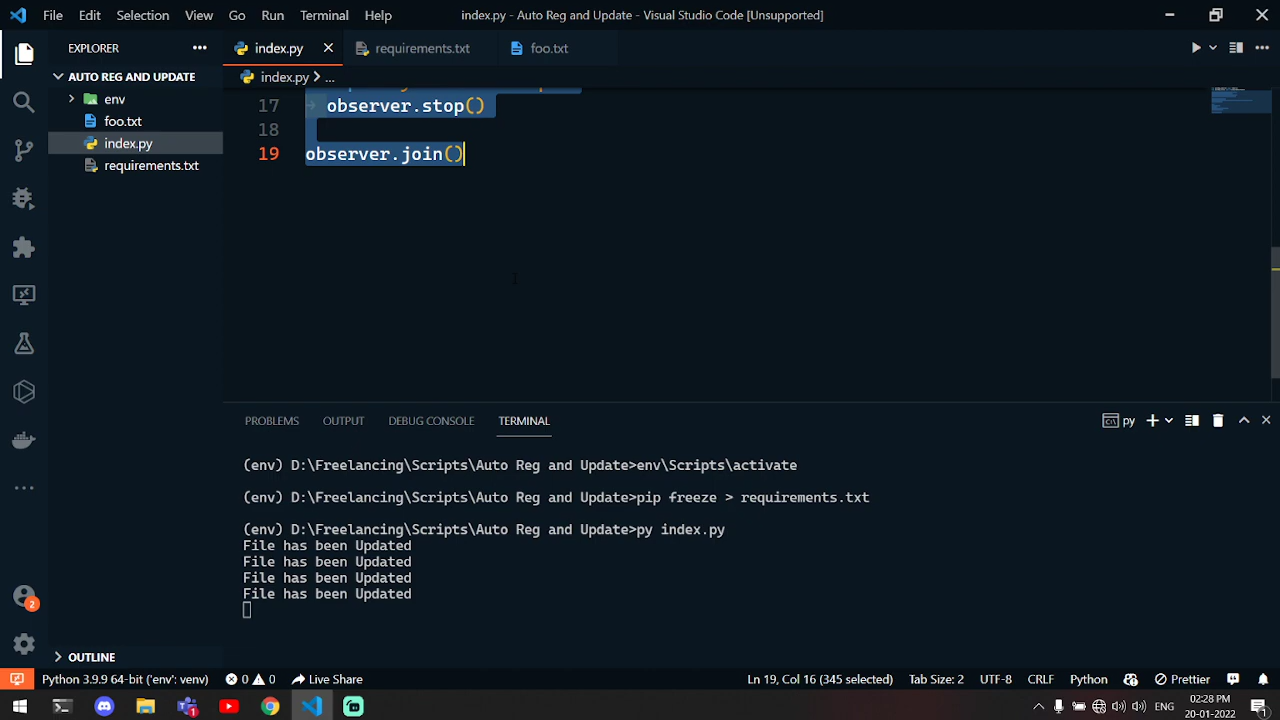 File Edit Selection View Go Run Terminal Help index.py - Auto Reg and Update - Visual Studio Code [Unsupported]
EXPLORER
index.py requirements.txt foo.txt
AUTO REG AND UPDATE
index.py > ...
env
foo.txt
index.py
requirements.txt
17 observer.stop()
18
19 observer.join()
PROBLEMS OUTPUT DEBUG CONSOLE TERMINAL
py
(env) D:\Freelancing\Scripts\Auto Reg and Update>env\Scripts\activate
(env) D:\Freelancing\Scripts\Auto Reg and Update>pip freeze > requirements.txt
(env) D:\Freelancing\Scripts\Auto Reg and Update>py index.py
File has been Updated
File has been Updated
File has been Updated
File has been Updated
2
OUTLINE
Python 3.9.9 64-bit ('env': venv) 0 0 Live Share Ln 19, Col 16 (345 selected) Tab Size: 2 UTF-8 CRLF Python Prettier
ENG 02:28 PM
20-01-2022